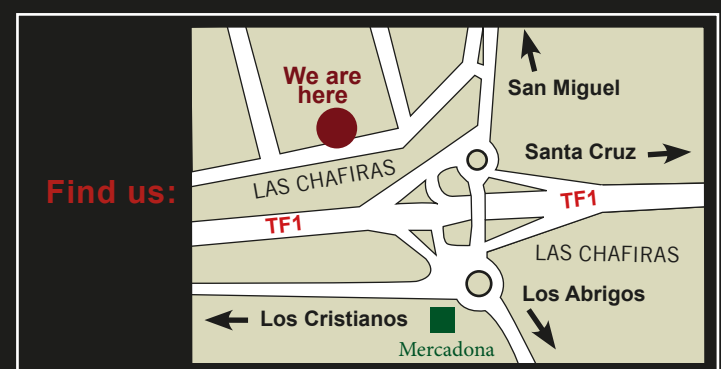 Find us:
We are
here
San Miguel
Santa Cruz
LAS CHAFIRAS
TF1
TF1
LAS CHAFIRAS
Los Abrigos
Los Cristianos
Mercadona